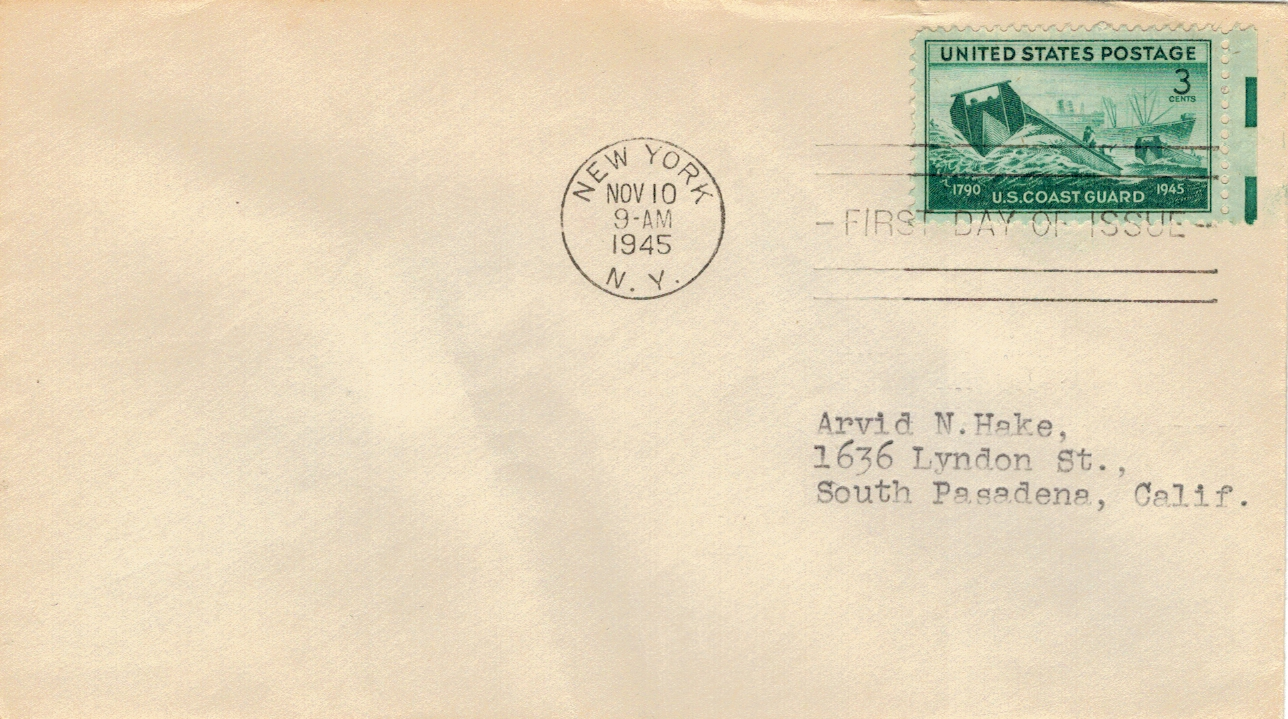 UNITED STATES POSTAGE
3
CENTS
1790 1945
U.S. COAST GUARD
NEW YORK
NOV 10
9-AM
1945
N. Y.
- FIRST DAY OF ISSUE -
Arvid N.Hake,
1636 Lyndon St.,
South Pasadena, Calif.